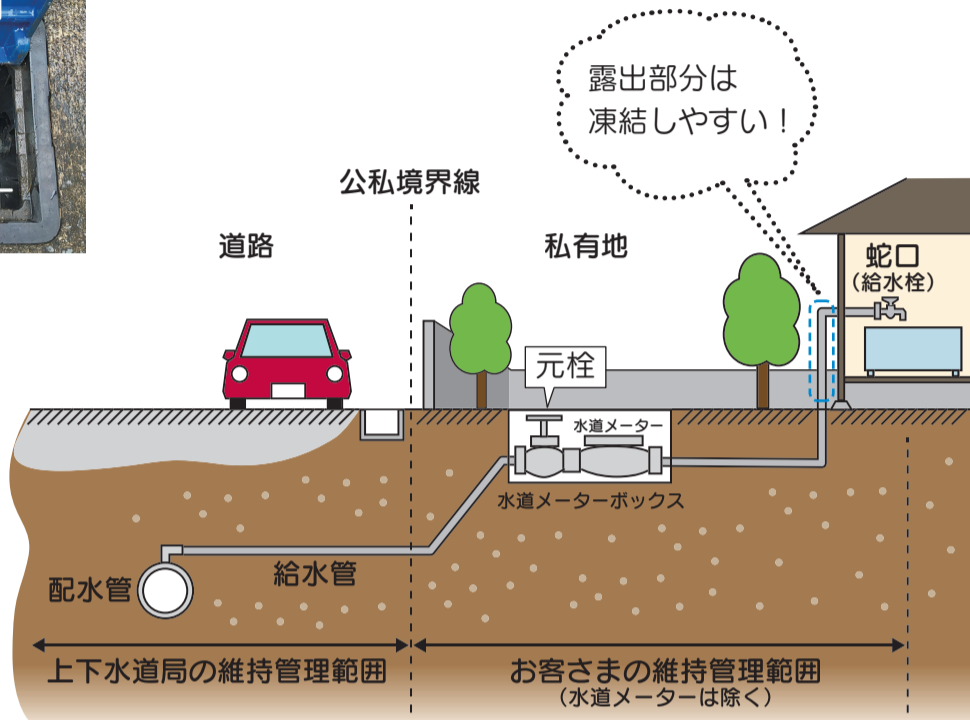 露出部分は
凍結しやすい！
公私境界線
道路
私有地
蛇口
（給水栓）
元栓
水道メーター
水道メーターボックス
配水管
給水管
上下水道局の維持管理範囲
お客さまの維持管理範囲
（水道メーターは除く）